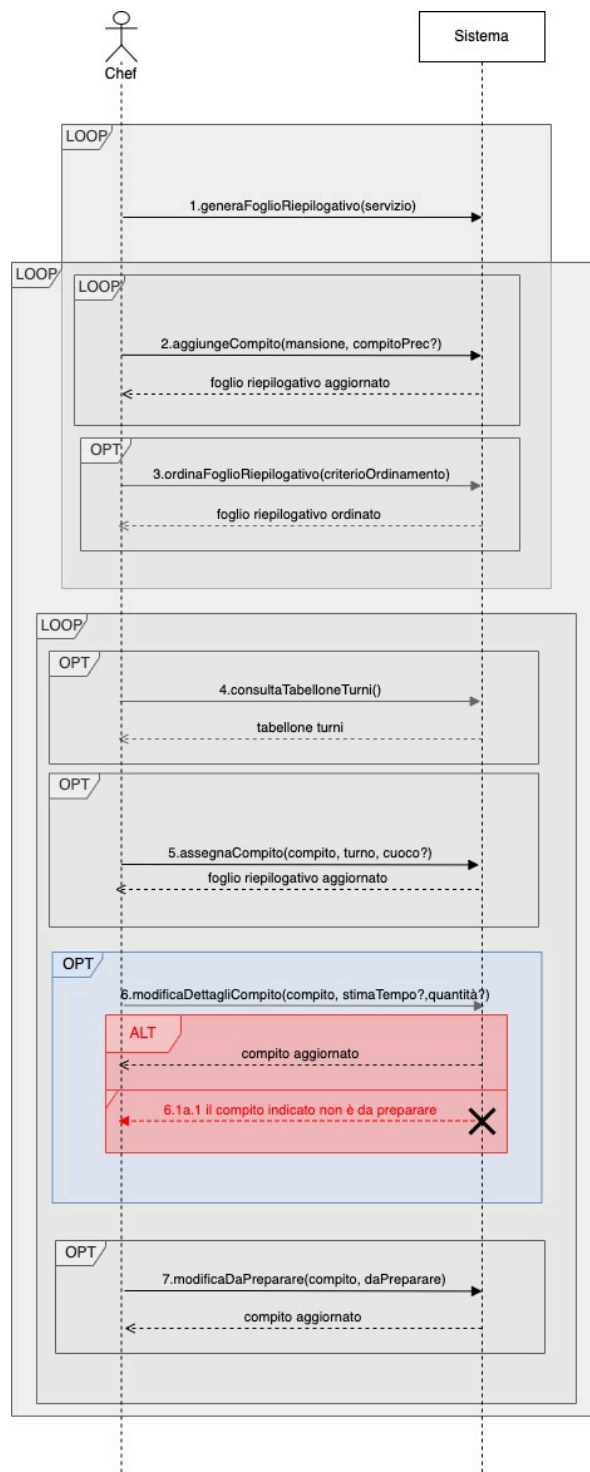 Chef
Sistema
LOOP
1.generaFoglioRiepilogativo(servizio)
LOOP
LOOP
2.aggiungeCompito(mansione, compitoPrec?)
foglio riepilogativo aggiornato
OPT
3.ordinaFoglioRiepilogativo(criterioOrdinamento)
foglio riepilogativo ordinato
LOOP
OPT
4.consultaTabelloneTurni()
tabellone turni
OPT
5.assegnaCompito(compito, turno, cuoco?)
foglio riepilogativo aggiornato
OPT
6.modificaDettagliCompito(compito, stimaTempo?,quantità?)
ALT
compito aggiornato
6.1a.1 il compito indicato non è da preparare
OPT
7.modificaDaPreparare(compito, daPreparare)
compito aggiornato